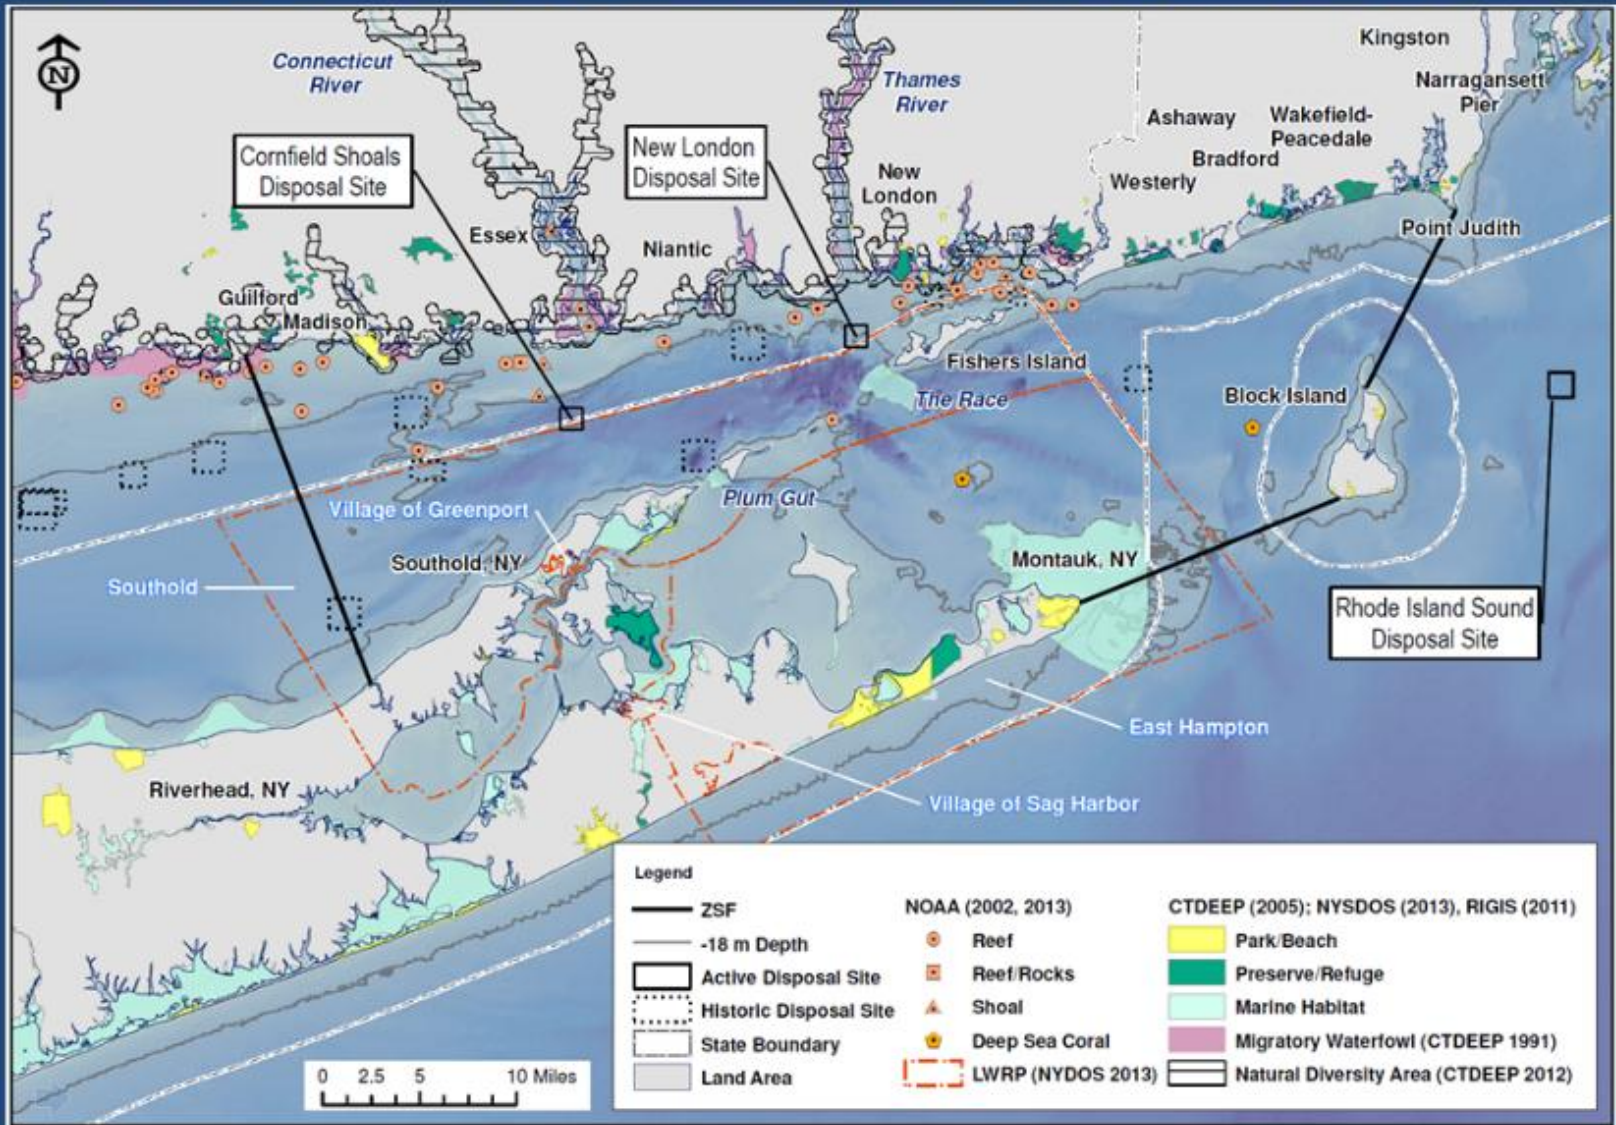 N
Connecticut
River
Thames
River
Kingston
Narragansett
Pier
Ashaway
Wakefield-
Peacedale
Bradford
Westerly
Cornfield Shoals
Disposal Site
New London
Disposal Site
New
London
Essex
Niantic
Point Judith
Guilford
Madison
Fishers Island
The Race
Block Island
Plum Gut
Village of Greenport
Southold, NY
Montauk, NY
Southold
Rhode Island Sound
Disposal Site
East Hampton
Riverhead, NY
Village of Sag Harbor
Legend
ZSF
-18 m Depth
Active Disposal Site
Historic Disposal Site
State Boundary
Land Area
NOAA (2002, 2013)
Reef
Reef/Rocks
Shoal
Deep Sea Coral
LWRP (NYDOS 2013)
CTDEEP (2005); NYSDOS (2013), RIGIS (2011)
Park/Beach
Preserve/Refuge
Marine Habitat
Migratory Waterfowl (CTDEEP 1991)
Natural Diversity Area (CTDEEP 2012)
0 2.5 5 10 Miles